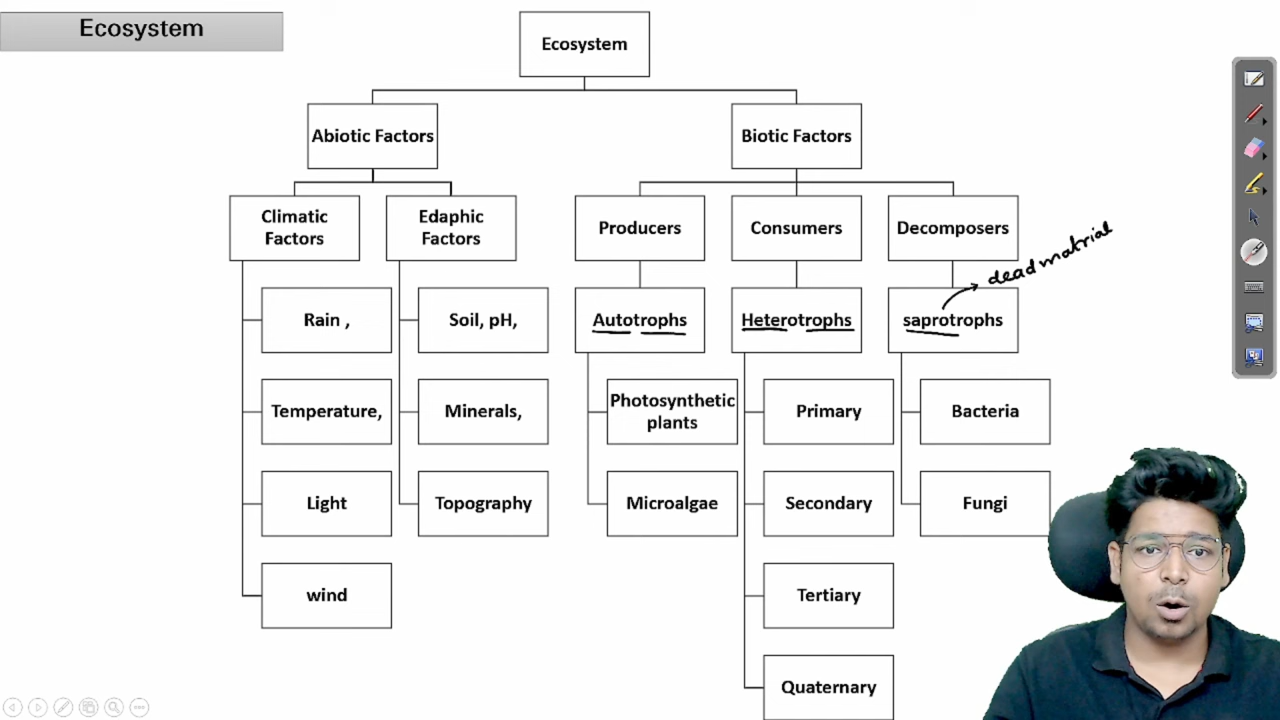 Ecosystem
Ecosystem
Abiotic Factors
Biotic Factors
Climatic
Factors
Edaphic
Factors
Producers
Consumers
Decomposers
dead matrial
Rain ,
Soil, pH,
Autotrophs
Heterotrophs
saprotrophs
Temperature,
Minerals,
Photosynthetic
plants
Primary
Bacteria
Light
Topography
Microalgae
Secondary
Fungi
wind
Tertiary
Quaternary